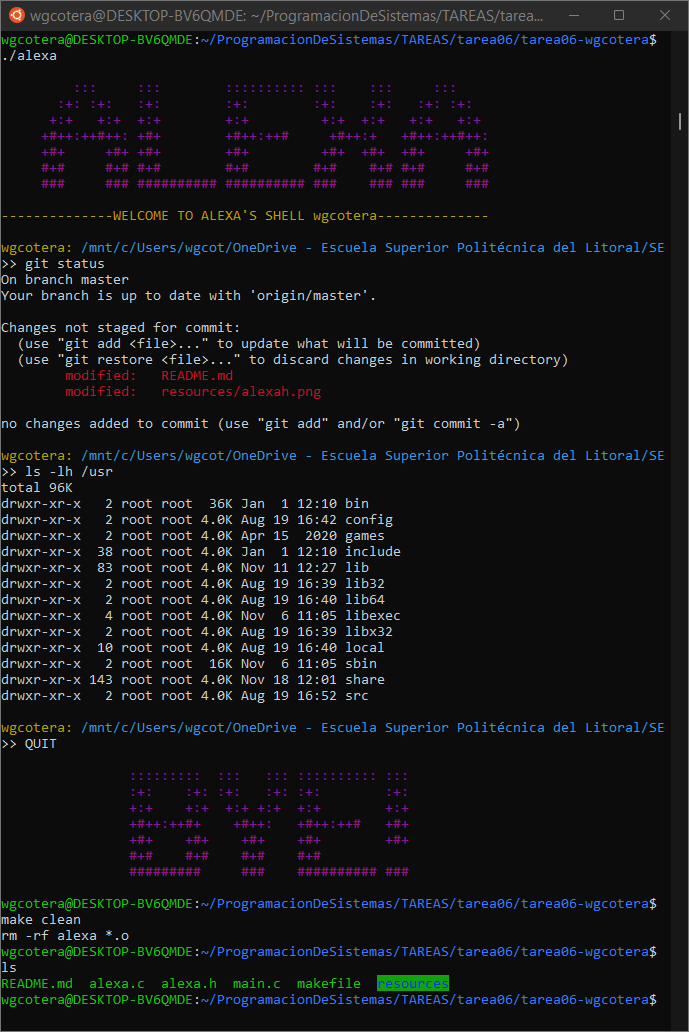 wgcotera@DESKTOP-BV6QMDE: ~/ProgramacionDeSistemas/TAREAS/tarea...
wgcotera@DESKTOP-BV6QMDE:~/ProgramacionDeSistemas/TAREAS/tarea06/tarea06-wgcotera$
./alexa
ALEXA
--------------WELCOME TO ALEXA'S SHELL wgcotera--------------
wgcotera: /mnt/c/Users/wgcot/OneDrive - Escuela Superior Politécnica del Litoral/SE
>> git status
On branch master
Your branch is up to date with 'origin/master'.
Changes not staged for commit:
  (use "git add <file>..." to update what will be committed)
  (use "git restore <file>..." to discard changes in working directory)
        modified:   README.md
        modified:   resources/alexah.png
no changes added to commit (use "git add" and/or "git commit -a")
wgcotera: /mnt/c/Users/wgcot/OneDrive - Escuela Superior Politécnica del Litoral/SE
>> ls -lh /usr
total 96K
drwxr-xr-x   2 root root  36K Jan  1 12:10 bin
drwxr-xr-x   2 root root 4.0K Aug 19 16:42 config
drwxr-xr-x   2 root root 4.0K Apr 15  2020 games
drwxr-xr-x  38 root root 4.0K Jan  1 12:10 include
drwxr-xr-x  83 root root 4.0K Nov 11 12:27 lib
drwxr-xr-x   2 root root 4.0K Aug 19 16:39 lib32
drwxr-xr-x   2 root root 4.0K Aug 19 16:40 lib64
drwxr-xr-x   4 root root 4.0K Nov  6 11:05 libexec
drwxr-xr-x   2 root root 4.0K Aug 19 16:39 libx32
drwxr-xr-x  10 root root 4.0K Aug 19 16:40 local
drwxr-xr-x   2 root root  16K Nov  6 11:05 sbin
drwxr-xr-x 143 root root 4.0K Nov 18 12:01 share
drwxr-xr-x   2 root root 4.0K Aug 19 16:52 src
wgcotera: /mnt/c/Users/wgcot/OneDrive - Escuela Superior Politécnica del Litoral/SE
>> QUIT
BYE!
wgcotera@DESKTOP-BV6QMDE:~/ProgramacionDeSistemas/TAREAS/tarea06/tarea06-wgcotera$
make clean
rm -rf alexa *.o
wgcotera@DESKTOP-BV6QMDE:~/ProgramacionDeSistemas/TAREAS/tarea06/tarea06-wgcotera$
ls
README.md  alexa.c  alexa.h  main.c  makefile  resources
wgcotera@DESKTOP-BV6QMDE:~/ProgramacionDeSistemas/TAREAS/tarea06/tarea06-wgcotera$